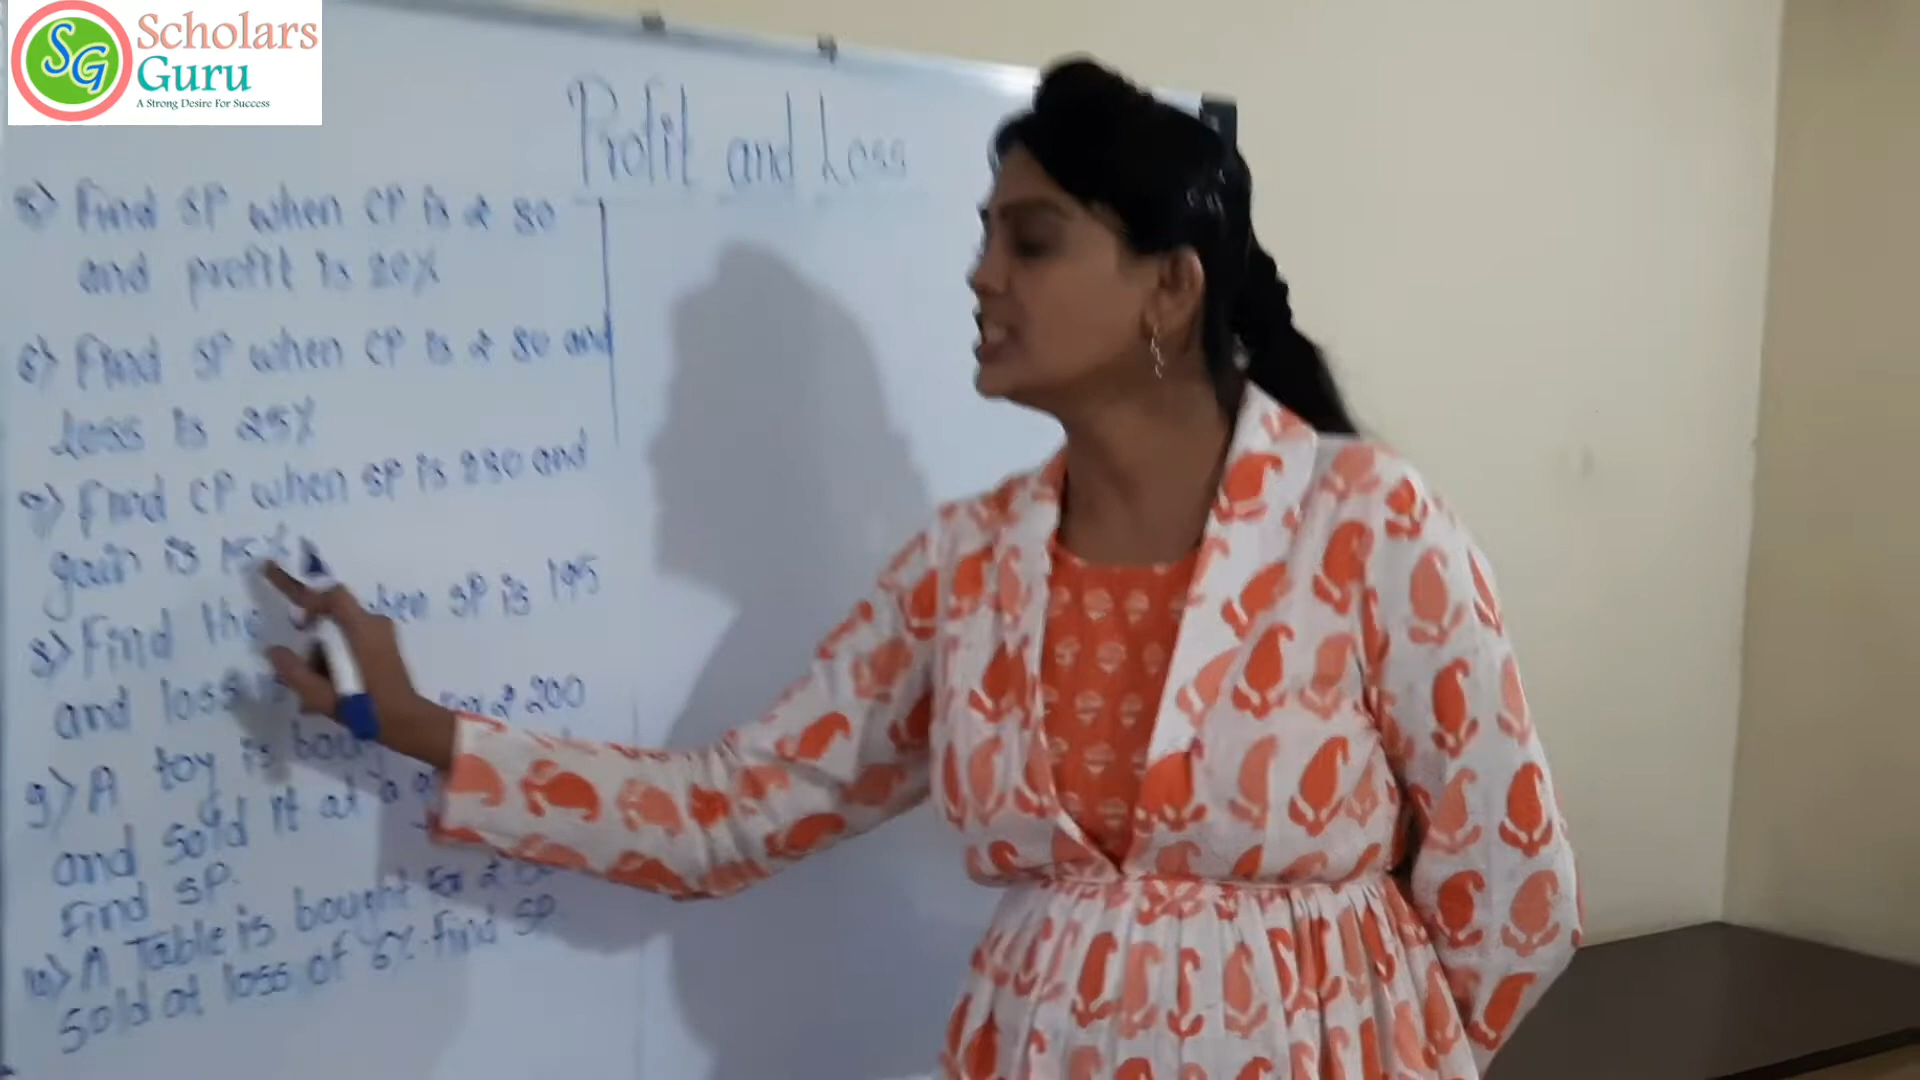 SG
Scholars
Guru
A Strong Desire For Success
Profit and Loss
5) Find SP when CP is ₹ 80
and profit is 20%
6) Find SP when CP is ₹ 80 and
loss is 25%
7) Find CP when SP is 230 and
gain is 15%
8) Find the when SP is 195
and loss
9) A toy is for ₹ 200
and sold it at a
Find SP.
10) A Table is bought for ₹
sold at loss of 6%. Find SP